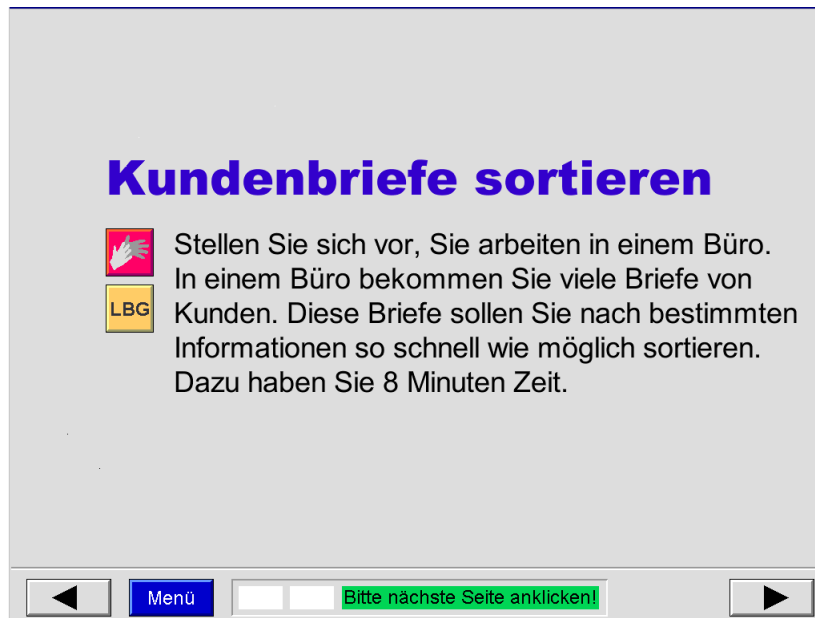 Kundenbriefe sortieren
Stellen Sie sich vor, Sie arbeiten in einem Büro.
In einem Büro bekommen Sie viele Briefe von
LBG
Kunden. Diese Briefe sollen Sie nach bestimmten
Informationen so schnell wie möglich sortieren.
Dazu haben Sie 8 Minuten Zeit.
Menü
Bitte nächste Seite anklicken!